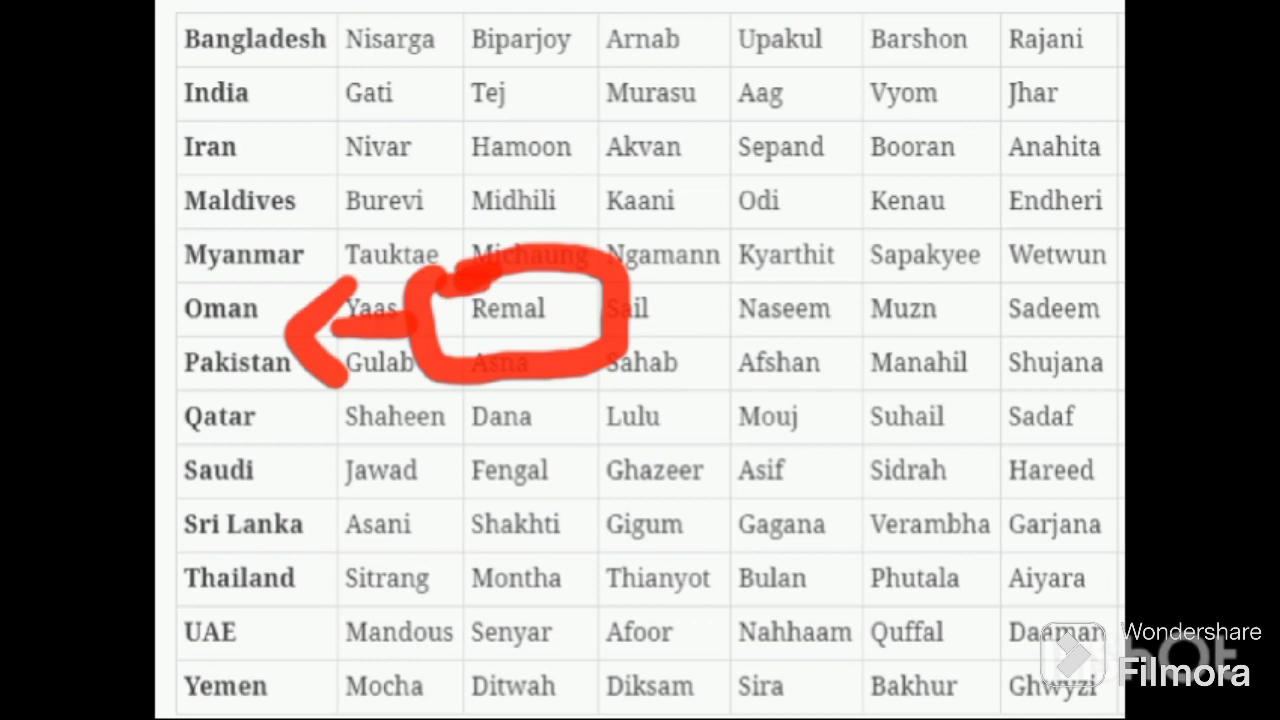 Bangladesh Nisarga Biparjoy Arnab Upakul Barshon Rajani
India Gati Tej Murasu Aag Vyom Jhar
Iran Nivar Hamoon Akvan Sepand Booran Anahita
Maldives Burevi Midhili Kaani Odi Kenau Endheri
Myanmar Tauktae Michaung Ngamann Kyarthit Sapakyee Wetwun
Oman Yaas Remal Sail Naseem Muzn Sadeem
Pakistan Gulab Asna Sahab Afshan Manahil Shujana
Qatar Shaheen Dana Lulu Mouj Suhail Sadaf
Saudi Jawad Fengal Ghazeer Asif Sidrah Hareed
Sri Lanka Asani Shakhti Gigum Gagana Verambha Garjana
Thailand Sitrang Montha Thianyot Bulan Phutala Aiyara
UAE Mandous Senyar Afoor Nahhaam Quffal Daaman
Yemen Mocha Ditwah Diksam Sira Bakhur Ghwyzi
Wondershare
Filmora